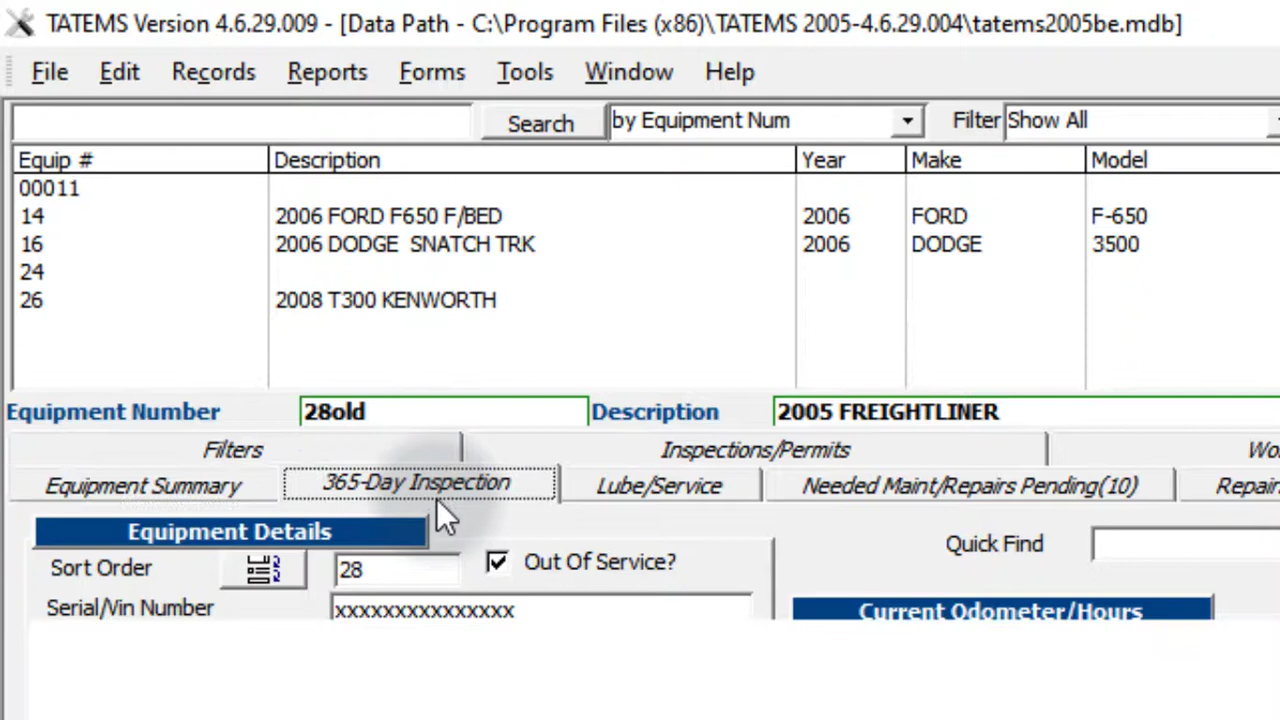 TATEMS Version 4.6.29.009 - [Data Path - C:\Program Files (x86)\TATEMS 2005-4.6.29.004\tatems2005be.mdb]
File Edit Records Reports Forms Tools Window Help
Search by Equipment Num Filter Show All
Equip # Description Year Make Model
00011
14 2006 FORD F650 F/BED 2006 FORD F-650
16 2006 DODGE SNATCH TRK 2006 DODGE 3500
24
26 2008 T300 KENWORTH
Equipment Number 28old Description 2005 FREIGHTLINER
Filters Inspections/Permits Wo
Equipment Summary 365-Day Inspection Lube/Service Needed Maint/Repairs Pending(10) Repair
Equipment Details Quick Find
Sort Order 28 Out Of Service?
Serial/Vin Number xxxxxxxxxxxxxxx Current Odometer/Hours